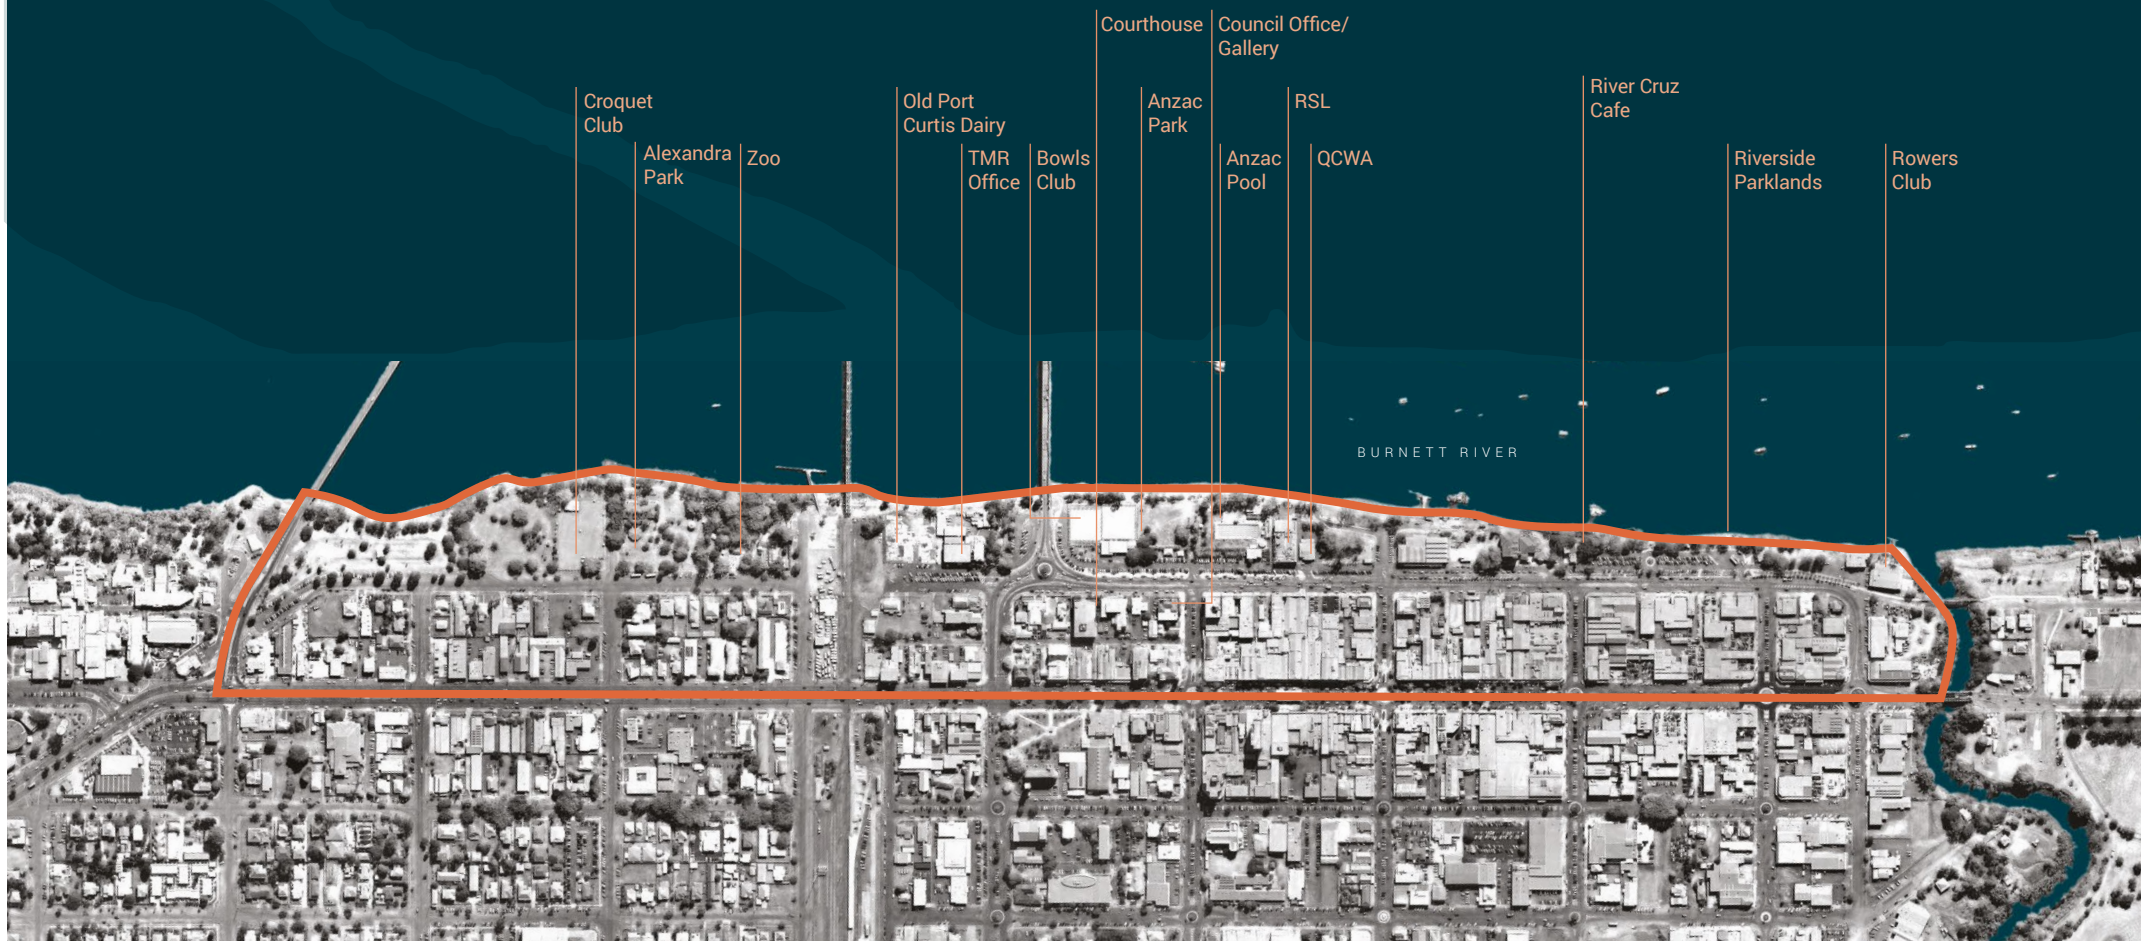 Courthouse
Council Office/
Gallery
Croquet
Club
Alexandra
Park
Zoo
Old Port
Curtis Dairy
TMR
Office
Bowls
Club
Anzac
Park
Anzac
Pool
RSL
QCWA
River Cruz
Cafe
Riverside
Parklands
Rowers
Club
BURNETT RIVER